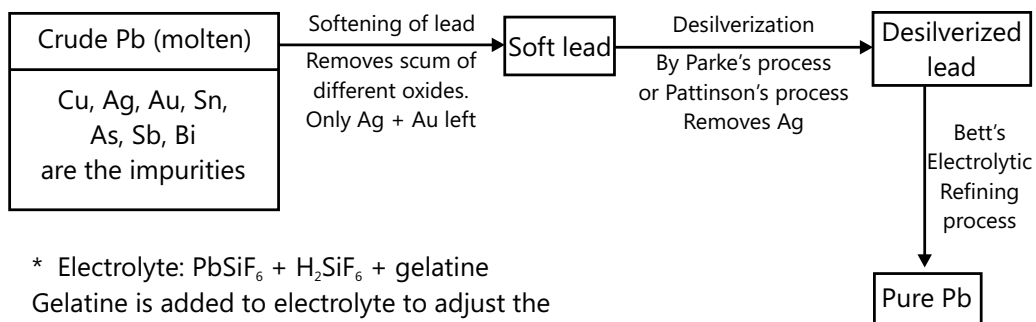 Crude Pb (molten)
Cu, Ag, Au, Sn,
As, Sb, Bi
are the impurities
Softening of lead
Removes scum of
different oxides.
Only Ag + Au left
Soft lead
Desilverization
By Parke’s process
or Pattinson’s process
Removes Ag
Desilverized
lead
Bett’s
Electrolytic
Refining
process
Pure Pb
* Electrolyte: PbSiF₆ + H₂SiF₆ + gelatine
Gelatine is added to electrolyte to adjust the